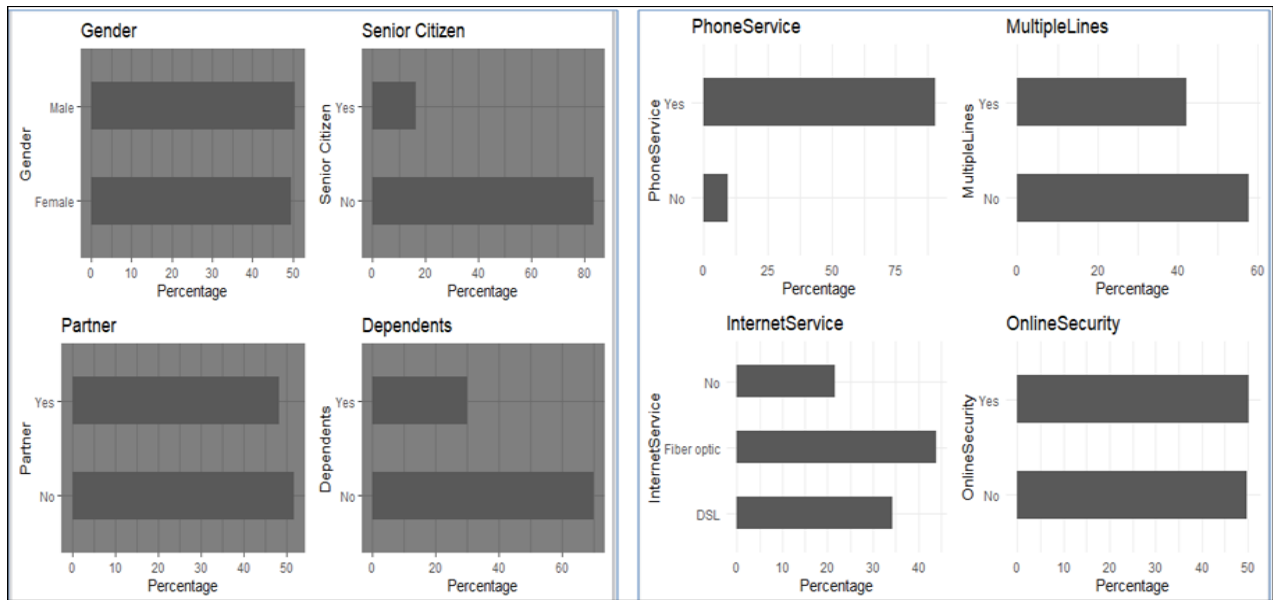 Gender
Gender
Male
Female
0 10 20 30 40 50
Percentage
Senior Citizen
Senior Citizen
Yes
No
0 20 40 60 80
Percentage
Partner
Partner
Yes
No
0 10 20 30 40 50
Percentage
Dependents
Dependents
Yes
No
0 20 40 60
Percentage
PhoneService
PhoneService
Yes
No
0 25 50 75
Percentage
MultipleLines
MultipleLines
Yes
No
0 20 40 60
Percentage
InternetService
InternetService
No
Fiber optic
DSL
0 10 20 30 40
Percentage
OnlineSecurity
OnlineSecurity
Yes
No
0 10 20 30 40 50
Percentage